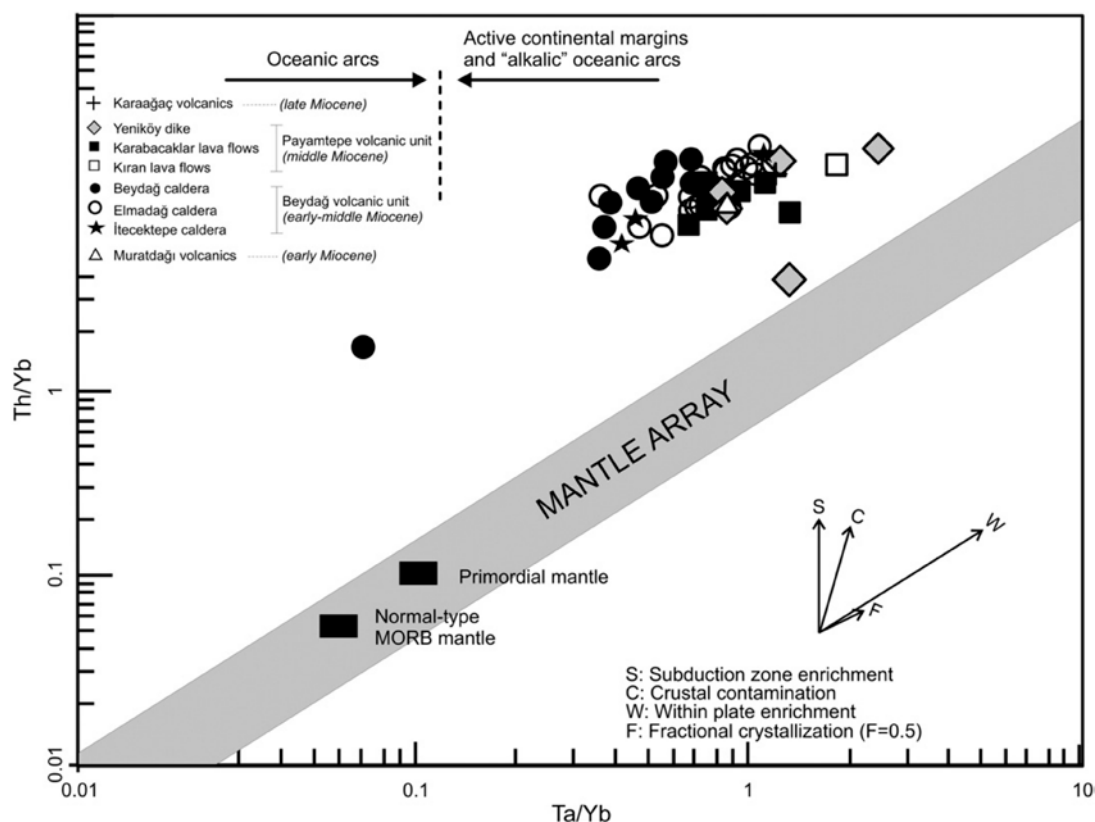 Oceanic arcs
Active continental margins
and "alkalic" oceanic arcs
Karaağaç volcanics (late Miocene)
Yeniköy dike
Karabacaklar lava flows
Kıran lava flows
Payamtepe volcanic unit
(middle Miocene)
Beydağ caldera
Elmadağ caldera
İtecektepe caldera
Beydağ volcanic unit
(early-middle Miocene)
Muratdağı volcanics (early Miocene)
Th/Yb
1
0.1
0.01
MANTLE ARRAY
Primordial mantle
Normal-type
MORB mantle
S
C
W
F
S: Subduction zone enrichment
C: Crustal contamination
W: Within plate enrichment
F: Fractional crystallization (F=0.5)
0.01
0.1
1
10
Ta/Yb